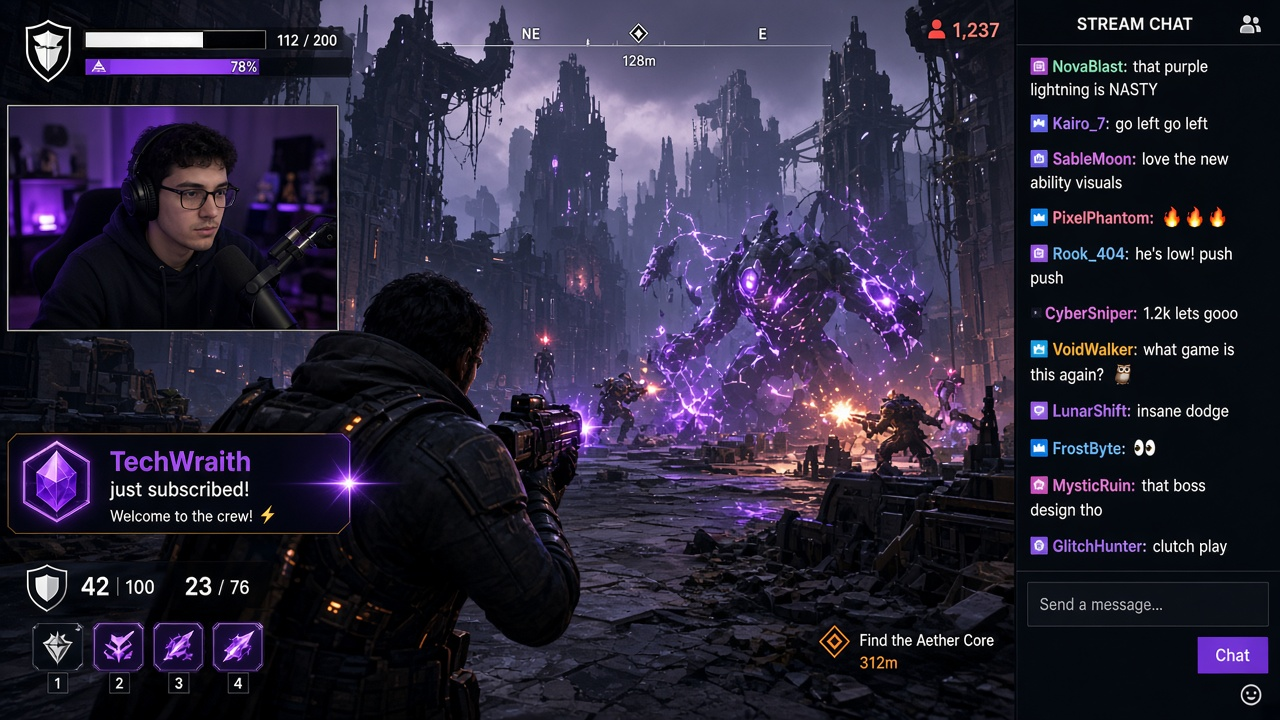 112 / 200
78%
NE
E
128m
1,237
TechWraith
just subscribed!
Welcome to the crew! ⚡
42 | 100
23 / 76
1
2
3
4
Find the Aether Core
312m
STREAM CHAT
NovaBlast: that purple
lightning is NASTY
Kairo_7: go left go left
SableMoon: love the new
ability visuals
PixelPhantom: 🔥🔥🔥
Rook_404: he's low! push
push
CyberSniper: 1.2k lets gooo
VoidWalker: what game is
this again? 🦉
LunarShift: insane dodge
FrostByte: 👀
MysticRuin: that boss
design tho
GlitchHunter: clutch play
Send a message...
Chat